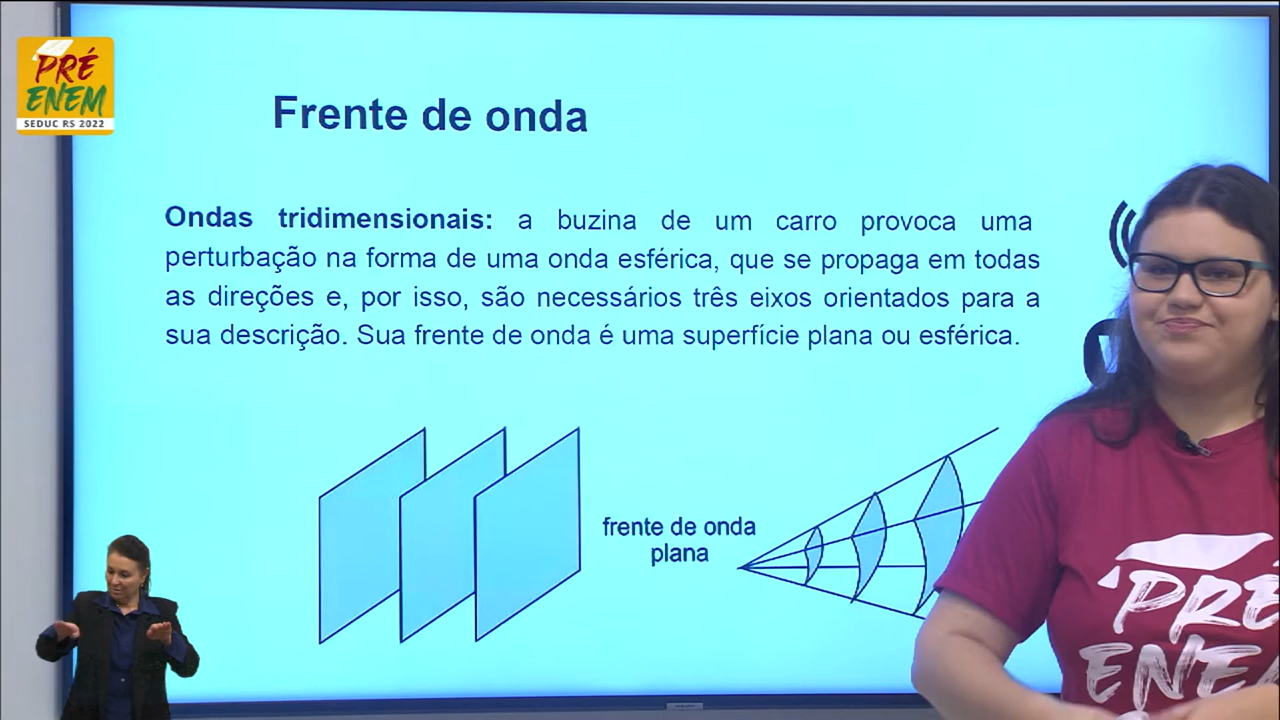 PRÉ
ENEM
SEDUC RS 2022
Frente de onda
Ondas tridimensionais: a buzina de um carro provoca uma
perturbação na forma de uma onda esférica, que se propaga em todas
as direções e, por isso, são necessários três eixos orientados para a
sua descrição. Sua frente de onda é uma superfície plana ou esférica.
frente de onda
plana
PRÉ
ENEM